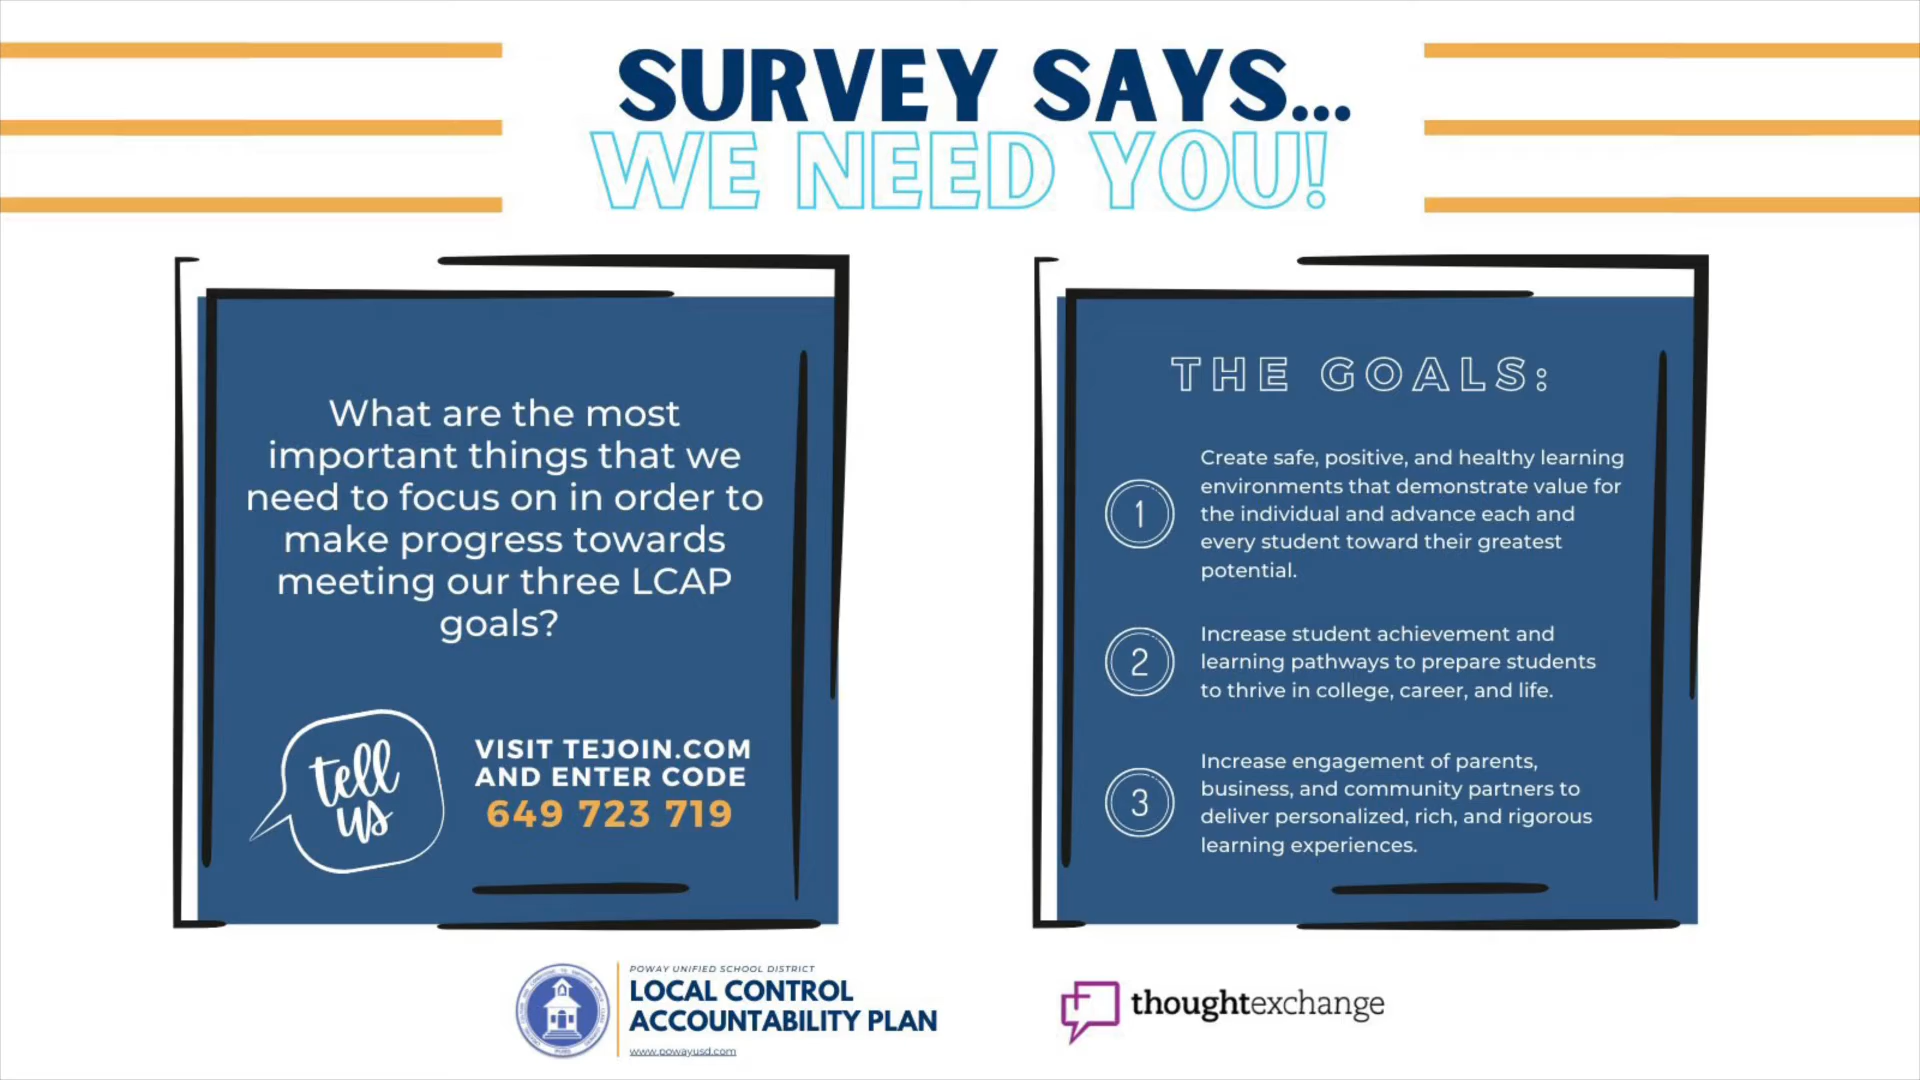 SURVEY SAYS...
WE NEED YOU!
What are the most
important things that we
need to focus on in order to
make progress towards
meeting our three LCAP
goals?
tell
us
VISIT TEJOIN.COM
AND ENTER CODE
649 723 719
THE GOALS:
1
Create safe, positive, and healthy learning
environments that demonstrate value for
the individual and advance each and
every student toward their greatest
potential.
2
Increase student achievement and
learning pathways to prepare students
to thrive in college, career, and life.
3
Increase engagement of parents,
business, and community partners to
deliver personalized, rich, and rigorous
learning experiences.
POWAY UNIFIED SCHOOL DISTRICT
LOCAL CONTROL
ACCOUNTABILITY PLAN
www.powayusd.com
thoughtexchange